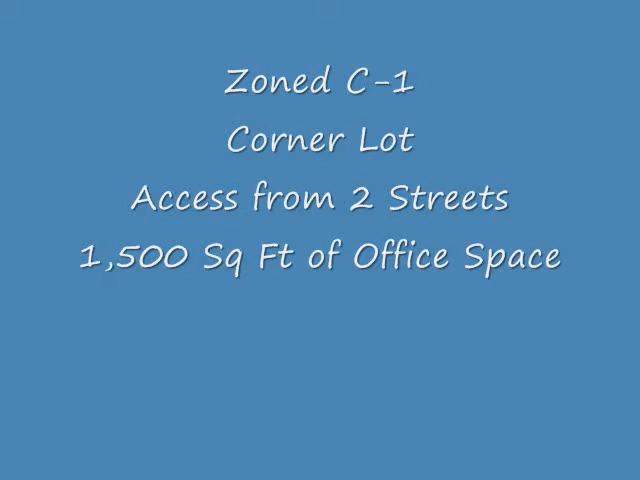 Zoned C-1
Corner Lot
Access from 2 Streets
1,500 Sq Ft of Office Space